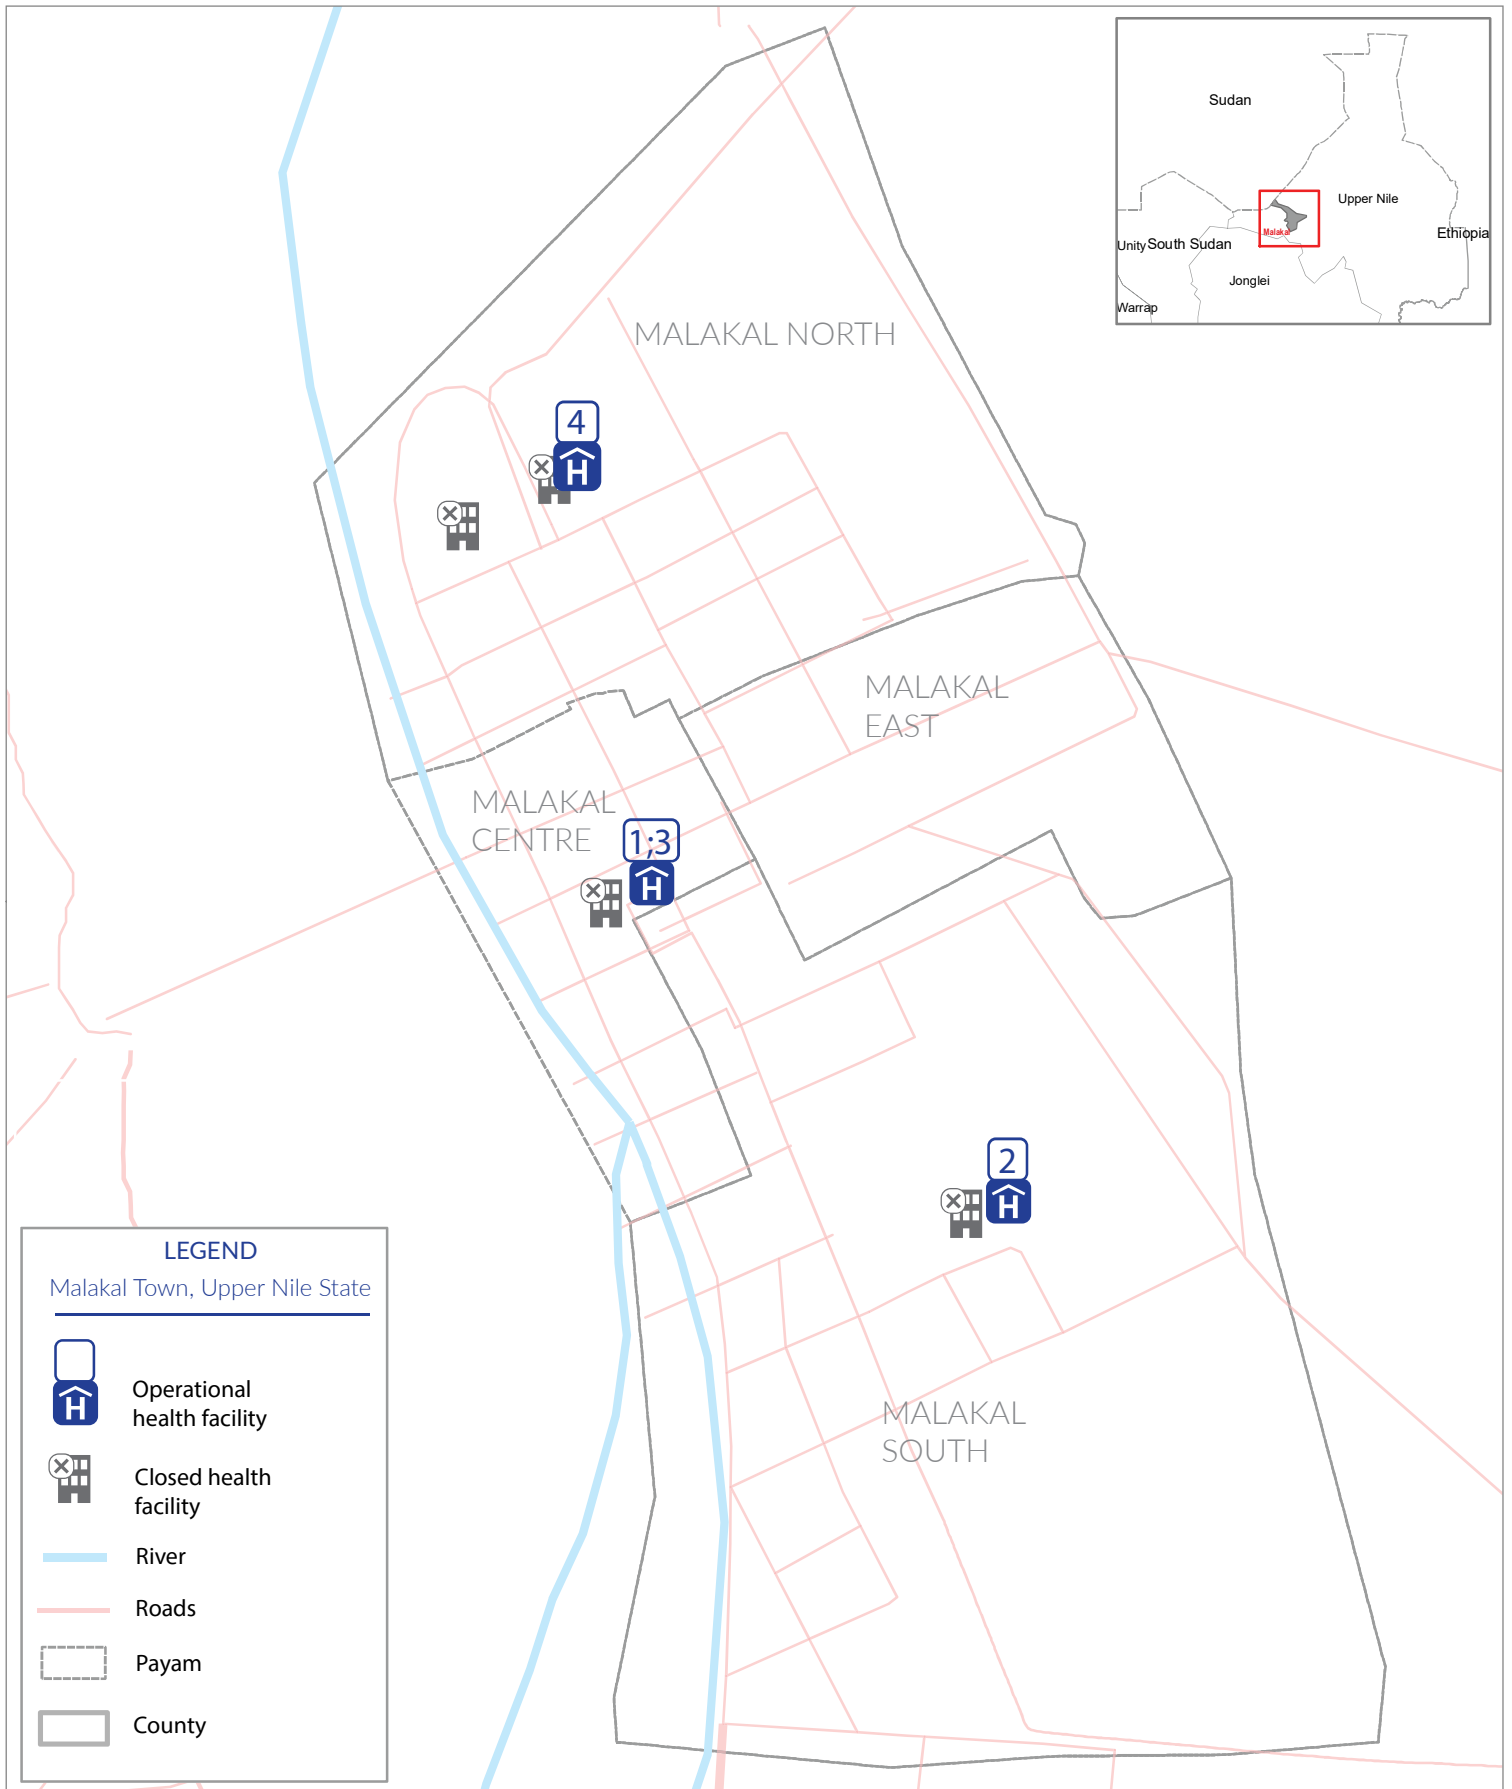 Sudan
Upper Nile
Ethiopia
Malakal
Unity
South Sudan
Jonglei
Warrap
MALAKAL NORTH
4
H
MALAKAL
EAST
MALAKAL
CENTRE
1;3
H
2
H
MALAKAL
SOUTH
LEGEND
Malakal Town, Upper Nile State
H
Operational
health facility
Closed health
facility
River
Roads
Payam
County